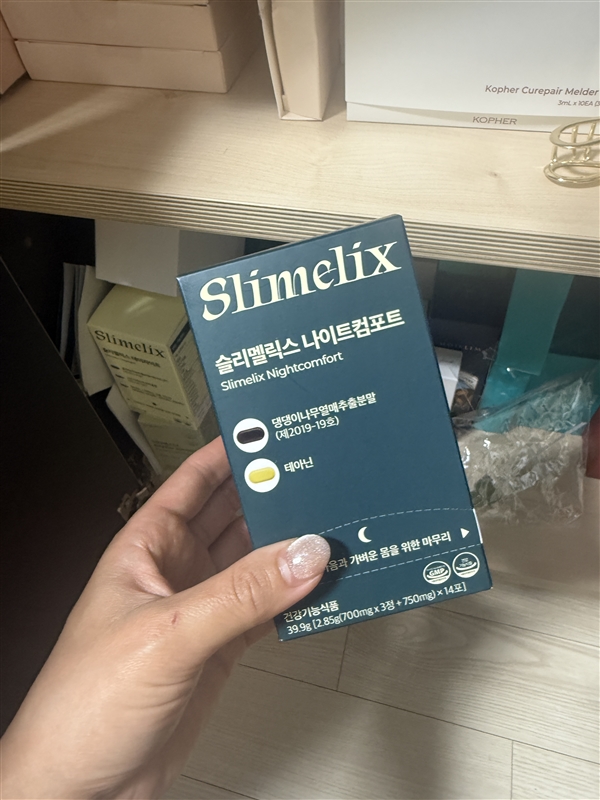 Kopher Curepair Melder
3mL x 10EA
KOPHER
Slimelix
Slimelix
슬리멜릭스 나이트컴포트
Slimelix Nightcomfort
댕댕이나무열매추출분말
(제2019-19호)
테아닌
가벼운 몸을 위한 마무리
GMP
건강기능식품
39.9g [2.85g(700mg x 3정 + 750mg) x 14포]